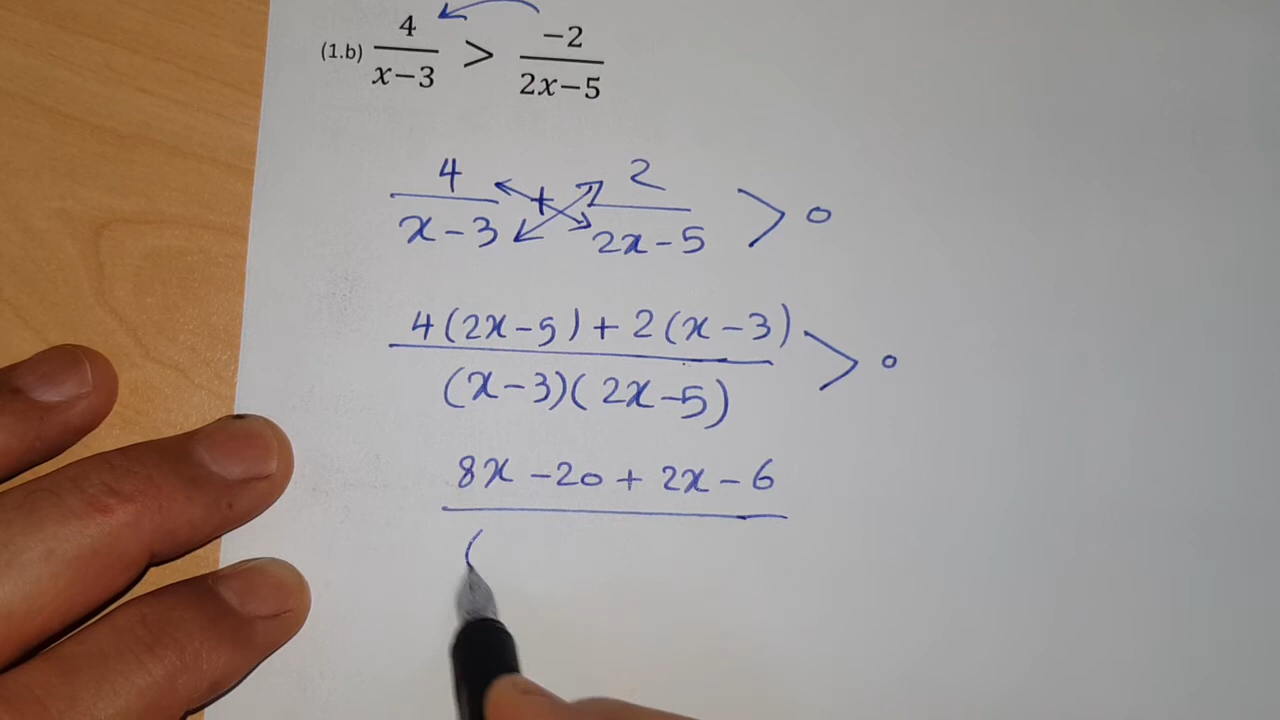 (1.b) 4/(x−3) > −2/(2x−5)
4/(x-3) + 2/(2x-5) > 0
(4(2x-5) + 2(x-3))/((x-3)(2x-5)) > 0
(8x - 20 + 2x - 6)/(